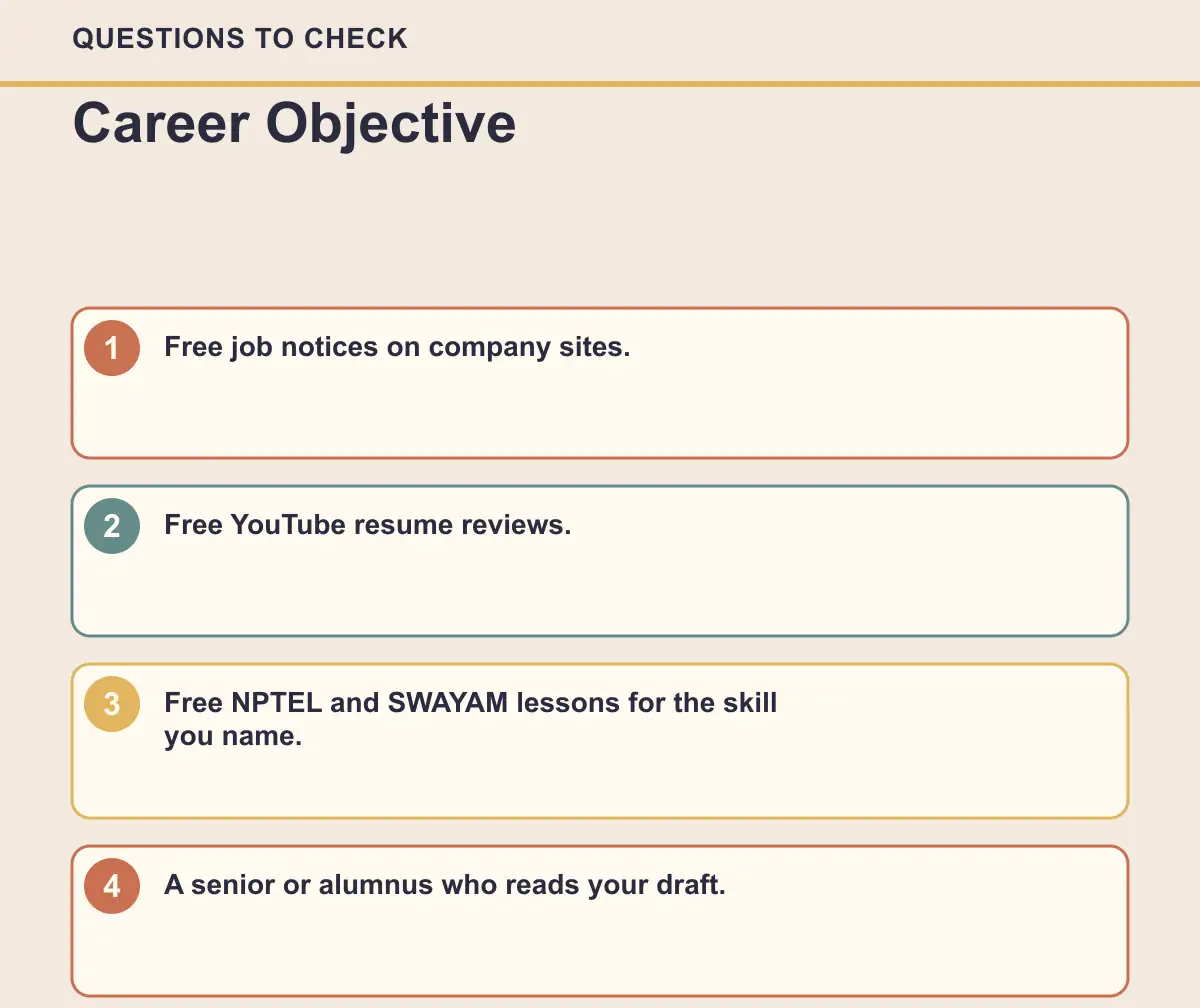 QUESTIONS TO CHECK
Career Objective
1
Free job notices on company sites.
2
Free YouTube resume reviews.
3
Free NPTEL and SWAYAM lessons for the skill
you name.
4
A senior or alumnus who reads your draft.